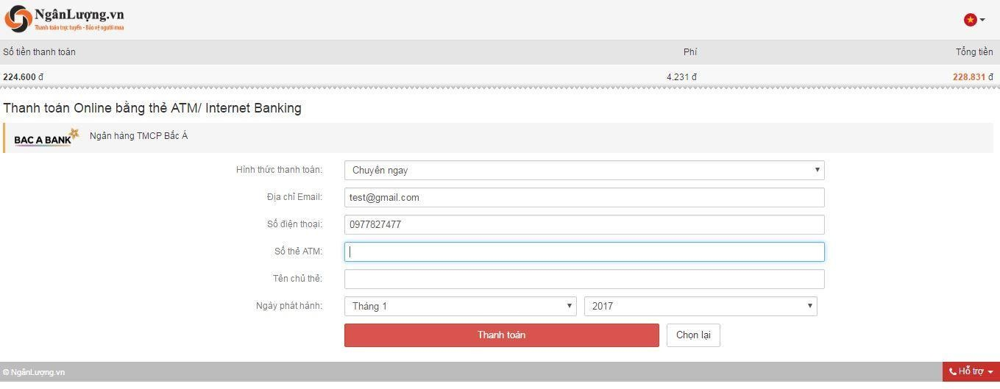 NgânLượng.vn
Thanh toán trực tuyến - Bảo vệ người mua
Số tiền thanh toán Phí Tổng tiền
224.600 đ 4.231 đ 228.831 đ
Thanh toán Online bằng thẻ ATM/ Internet Banking
BAC A BANK Ngân hàng TMCP Bắc Á
Hình thức thanh toán: Chuyển ngay
Địa chỉ Email: test@gmail.com
Số điện thoại: 0977827477
Số thẻ ATM:
Tên chủ thẻ:
Ngày phát hành: Tháng 1 2017
Thanh toán Chọn lại
© NgânLượng.vn Hỗ trợ